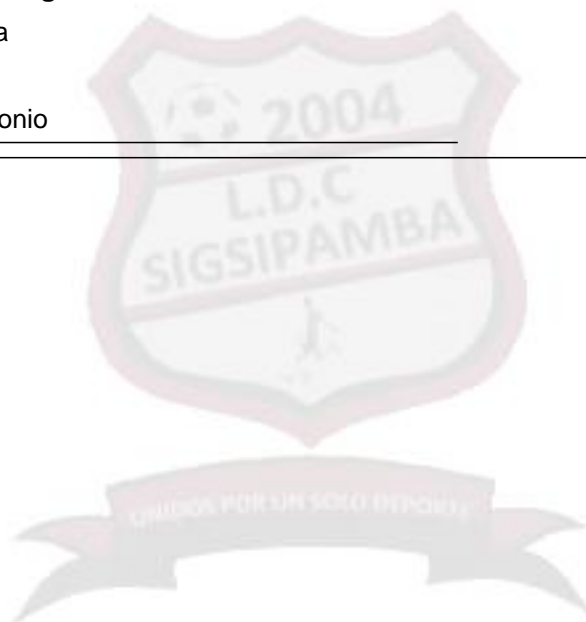 a
onio
2004
L.D.C
SIGSIPAMBA
UNIDOS POR UN SOLO DEPORTE